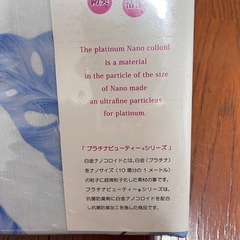 The platinum Nano colloid
is a material
in the particle of the size
of Nano made
an ultrafine particleas
for platinum.
「プラチナビューティー®シリーズ」
白金ナノコロイドとは、白金(プラチナ)
をナノサイズ(10億分の1メートル)
の粒子に超微粒子化した素材の事です。
プラチナビューティー®シリーズは、
抗菌防臭剤に白金ナノコロイドを配合
し抗菌防臭加工を施した商品です。